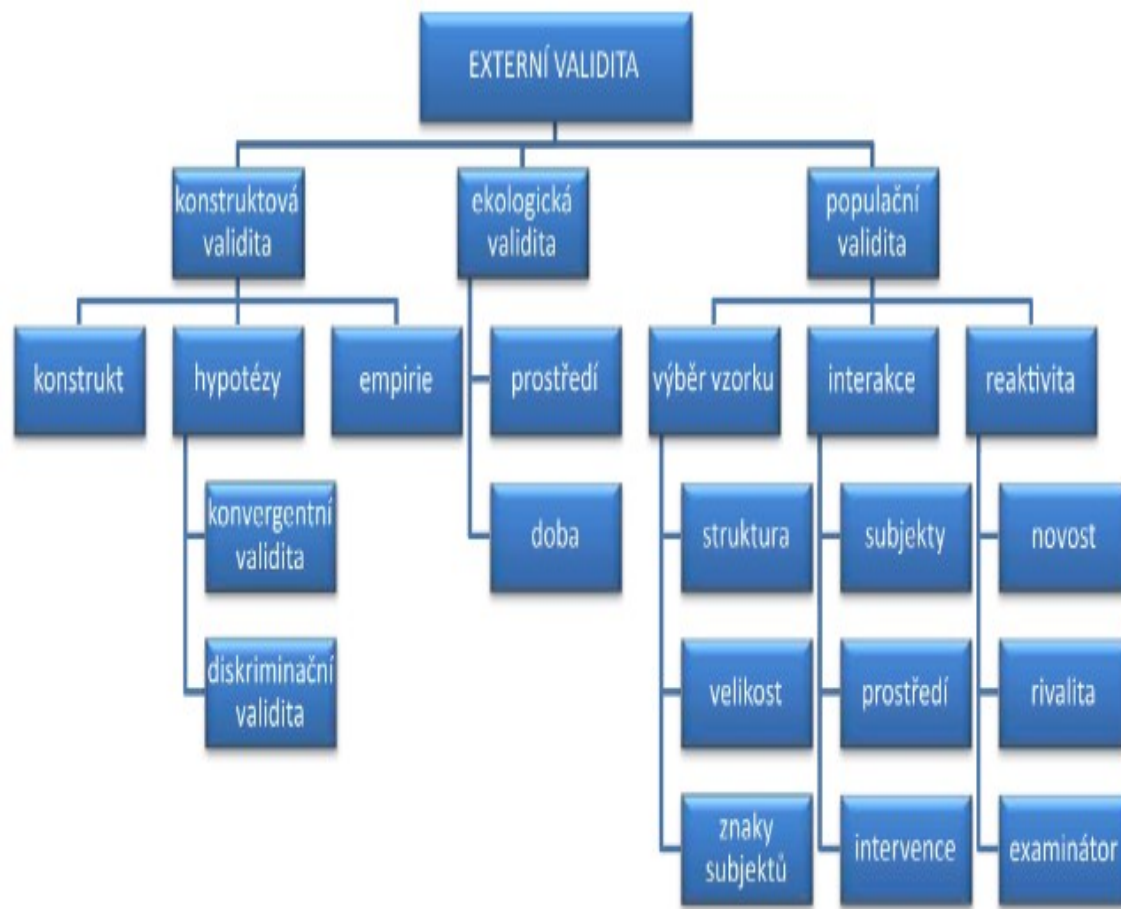 EXTERNÍ VALIDITA
konstruktová
validita
ekologická
validita
populační
validita
konstrukt
hypotézy
empirie
prostředí
výběr vzorku
interakce
reaktivita
konvergentní
validita
doba
struktura
subjekty
novost
diskriminační
validita
velikost
prostředí
rivalita
znaky
subjektů
intervence
examinátor